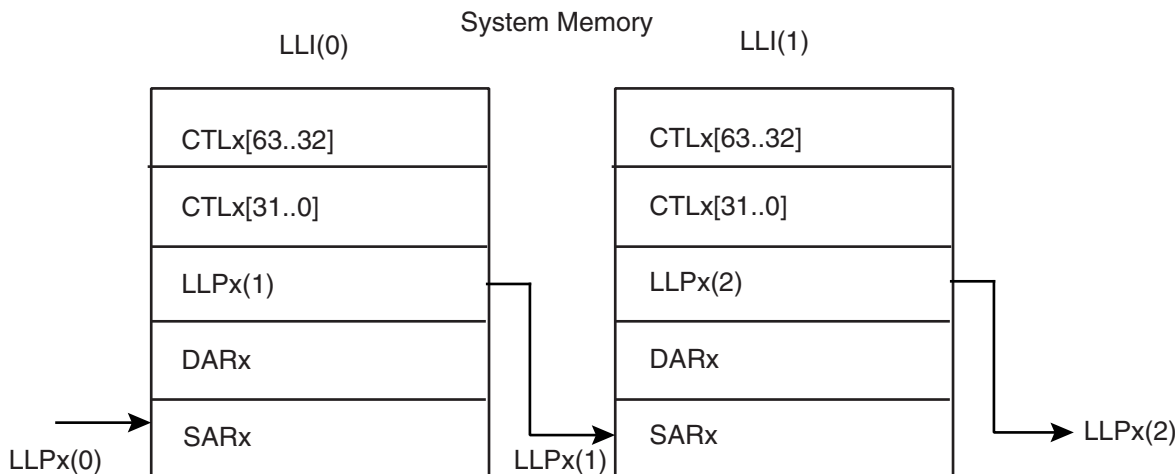 System Memory
LLI(0)
LLI(1)
CTLx[63..32]
CTLx[63..32]
CTLx[31..0]
CTLx[31..0]
LLPx(1)
LLPx(2)
DARx
DARx
SARx
SARx
LLPx(2)
LLPx(0)
LLPx(1)